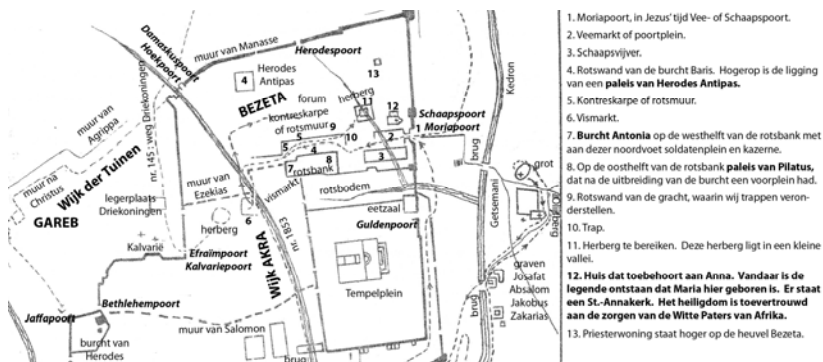 Damaskuspoort
Hoekpoort
muur van Manasse
Herodespoort
Herodes
Antipas
4
13
BEZETA
forum
kontreskarpe
of rotsmuur
9
herberg
11
12
Schaapspoort
1 Moriapoort
2
10
5
5
4
3
8
7
rotsbank
vismarkt
rotsbodem
eetzaal
Guldenpoort
Kedron
brug
grot
Getsemani
nr. 145: weg Driekoningen
muur van
Agrippa
muur na
Christus
Wijk der Tuinen
GAREB
legerplaats
Driekoningen
muur van
Ezekias
6
herberg
Kalvarië
Efraïmpoort
Kalvariepoort
Wijk AKRA
nr. 1853
Tempelplein
Bethlehempoort
Jaffapoort
burcht van
Herodes
muur van Salomon
brug
brug
graven
Josafat
Absalom
Jakobus
Zakarias
1. Moriapoort, in Jezus' tijd Vee- of Schaapspoort.
2. Veemarkt of poortplein.
3. Schaapsvijver.
4. Rotswand van de burcht Baris. Hogerop is de ligging
van een paleis van Herodes Antipas.
5. Kontreskarpe of rotsmuur.
6. Vismarkt.
7. Burcht Antonia op de westhelft van de rotsbank met
aan dezer noordvoet soldatenplein en kazerne.
8. Op de oosthelft van de rotsbank paleis van Pilatus,
dat na de uitbreiding van de burcht een voorplein had.
9. Rotswand van de gracht, waarin wij trappen veron-
derstellen.
10. Trap.
11. Herberg te bereiken. Deze herberg ligt in een kleine
vallei.
12. Huis dat toebehoort aan Anna. Vandaar is de
legende ontstaan dat Maria hier geboren is. Er staat
een St.-Annakerk. Het heiligdom is toevertrouwd
aan de zorgen van de Witte Paters van Afrika.
13. Priesterwoning staat hoger op de heuvel Bezeta.